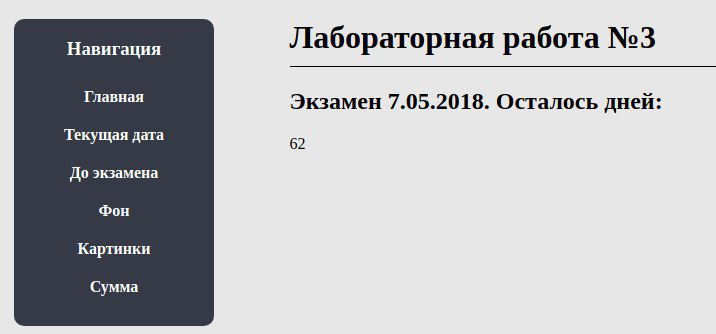 Навигация
Главная
Текущая дата
До экзамена
Фон
Картинки
Сумма
Лабораторная работа №3
Экзамен 7.05.2018. Осталось дней:
62